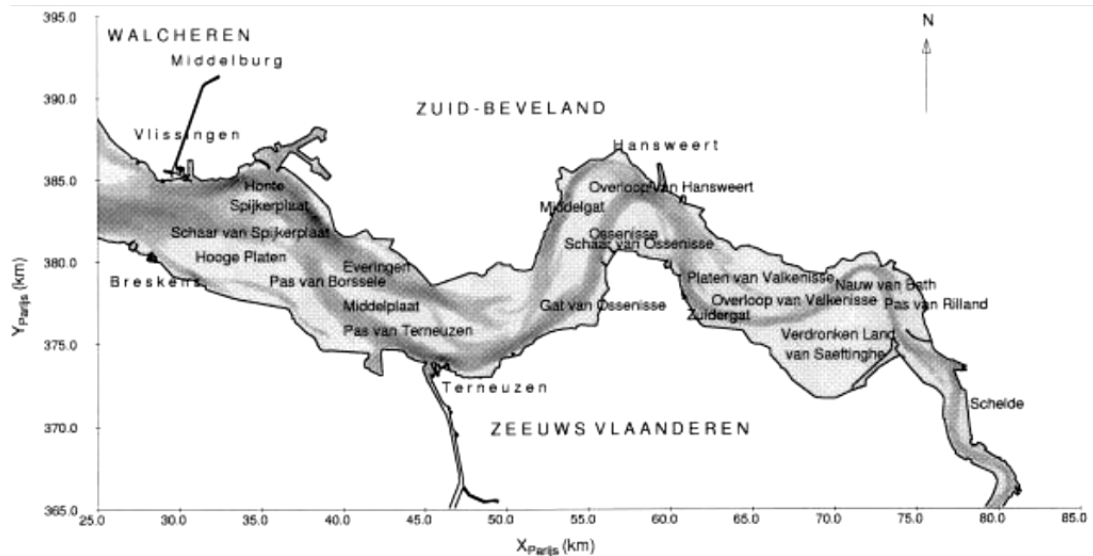 395.0
WALCHEREN
N
Middelburg
390.0
ZUID-BEVELAND
Vlissingen
Hansweert
385.0
Honte
Overloop van Hansweert
Spijkerplaat
Middelgat
Schaar van Spijkerplaat
Ossenisse
Schaar van Ossenisse
Hooge Platen
380.0
Everingen
Breskens
Pas van Borssele
Platen van Valkenisse
Nauw van Bath
Middelplaat
Gat van Ossenisse
Overloop van Valkenisse
Pas van Rilland
Zuidergat
Pas van Terneuzen
Verdronken Land
375.0
van Saeftinghe
Terneuzen
Schelde
370.0
ZEEUWS VLAANDEREN
365.0
25.0 30.0 35.0 40.0 45.0 50.0 55.0 60.0 65.0 70.0 75.0 80.0 85.0
X Parijs (km)
Y Parijs (km)